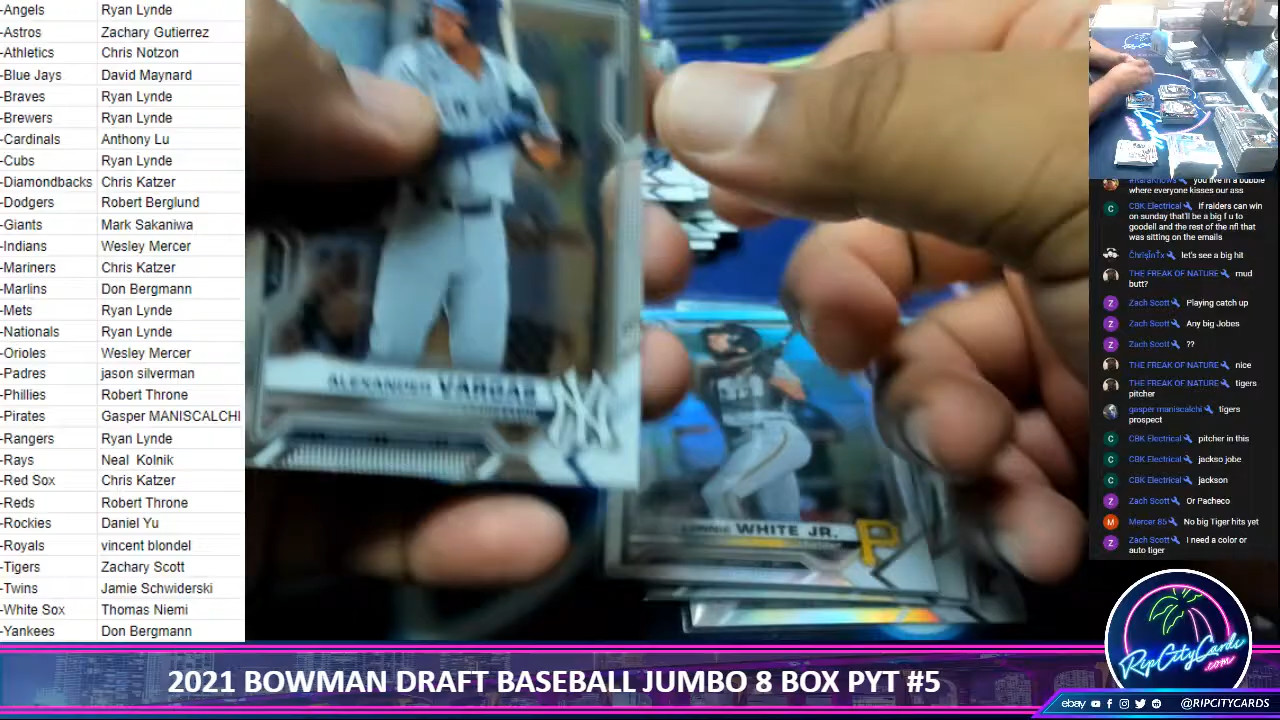 -Angels Ryan Lynde
-Astros Zachary Gutierrez
-Athletics Chris Notzon
-Blue Jays David Maynard
-Braves Ryan Lynde
-Brewers Ryan Lynde
-Cardinals Anthony Lu
-Cubs Ryan Lynde
-Diamondbacks Chris Katzer
-Dodgers Robert Berglund
-Giants Mark Sakaniwa
-Indians Wesley Mercer
-Mariners Chris Katzer
-Marlins Don Bergmann
-Mets Ryan Lynde
-Nationals Ryan Lynde
-Orioles Wesley Mercer
-Padres jason silverman
-Phillies Robert Throne
-Pirates Gasper MANISCALCHI
-Rangers Ryan Lynde
-Rays Neal Kolnik
-Red Sox Chris Katzer
-Reds Robert Throne
-Rockies Daniel Yu
-Royals vincent blondel
-Tigers Zachary Scott
-Twins Jamie Schwiderski
-White Sox Thomas Niemi
-Yankees Don Bergmann
ALEXANDER VARGAS
NY
WHITE JR.
P
you live in a bubble
where everyone kisses our ass
CBK Electrical If raiders can win
on sunday that'll be a big f u to
goodell and the rest of the nfl that
was sitting on the emails
let's see a big hit
THE FREAK OF NATURE mud
butt?
Zach Scott Playing catch up
Zach Scott Any big Jobes
Zach Scott ??
THE FREAK OF NATURE nice
THE FREAK OF NATURE tigers
pitcher
gasper maniscalchi tigers
prospect
CBK Electrical pitcher in this
CBK Electrical jackso jobe
CBK Electrical jackson
Zach Scott Or Pacheco
Mercer 85 No big Tiger hits yet
Zach Scott I need a color or
auto tiger
RipCityCards
.com
2021 BOWMAN DRAFT BASEBALL JUMBO 8 BOX PYT #5
ebay @RIPCITYCARDS